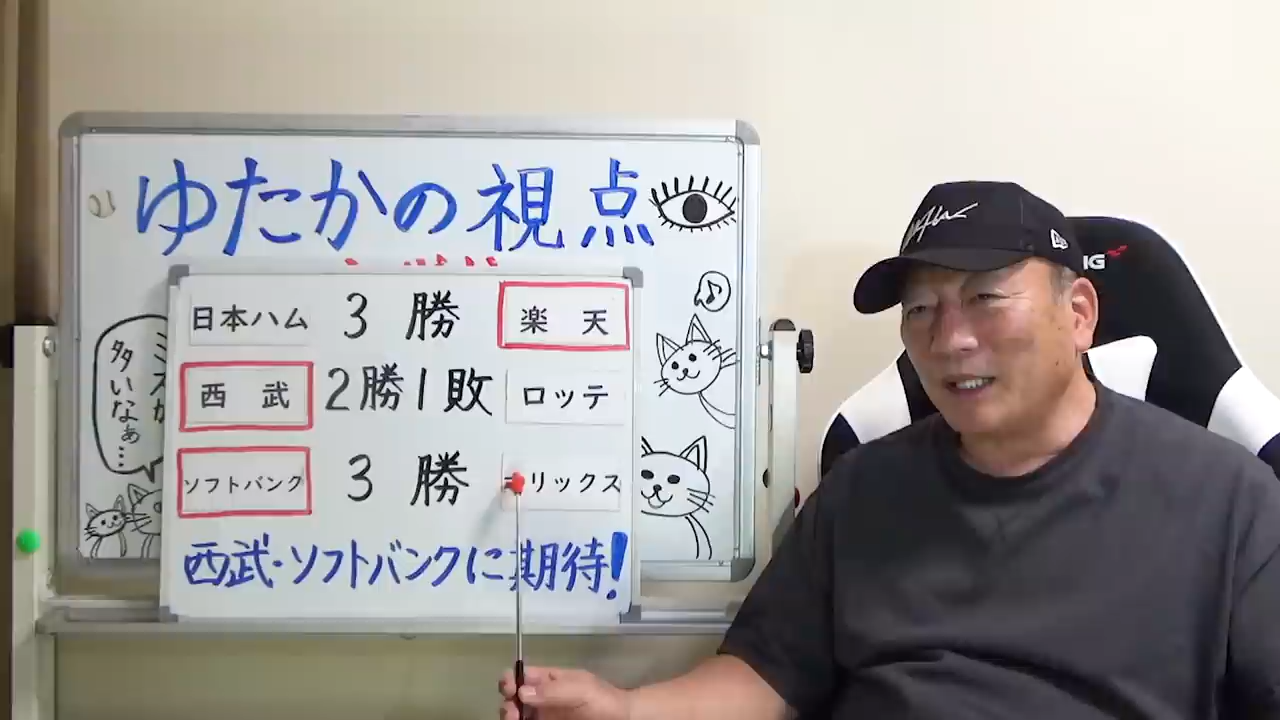 ゆたかの視点
日本ハム 3勝 楽天
西武 2勝1敗 ロッテ
ソフトバンク 3勝 オリックス
西武・ソフトバンクに期待!
ミスが
多いなぁ…